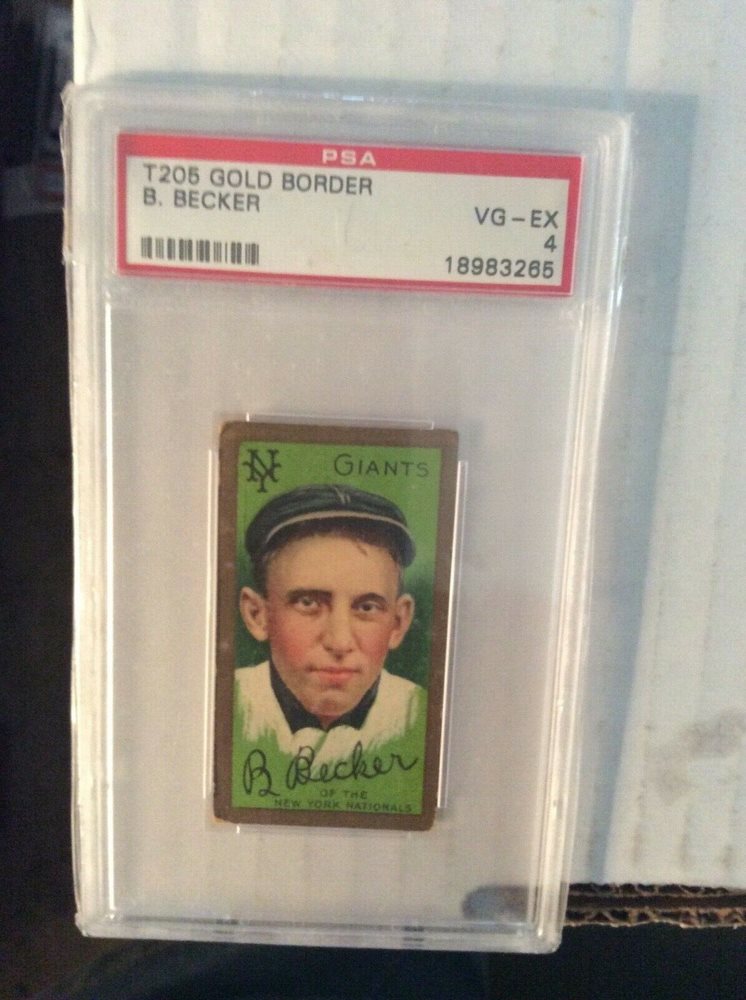 PSA
T205 GOLD BORDER
B. BECKER
VG-EX
4
18983265
NY GIANTS
B. Becker
OF THE
NEW YORK NATIONALS